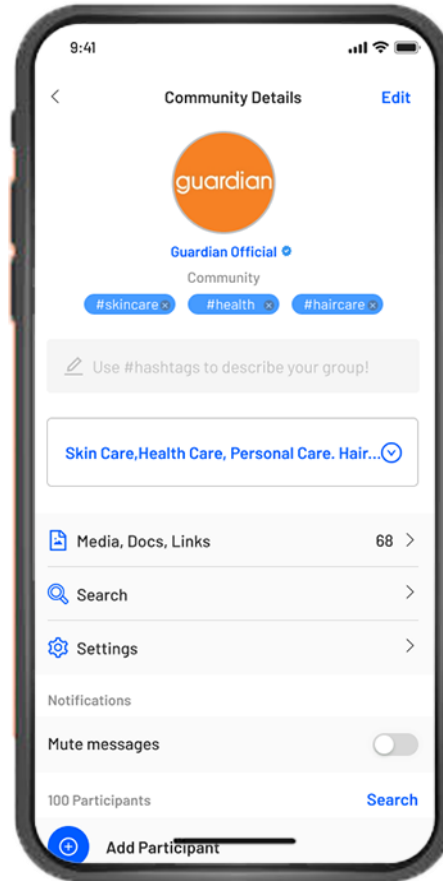 9:41
Community Details Edit
guardian
Guardian Official
Community
#skincare #health #haircare
Use #hashtags to describe your group!
Skin Care,Health Care, Personal Care. Hair...
Media, Docs, Links 68
Search
Settings
Notifications
Mute messages
100 Participants Search
Add Participant